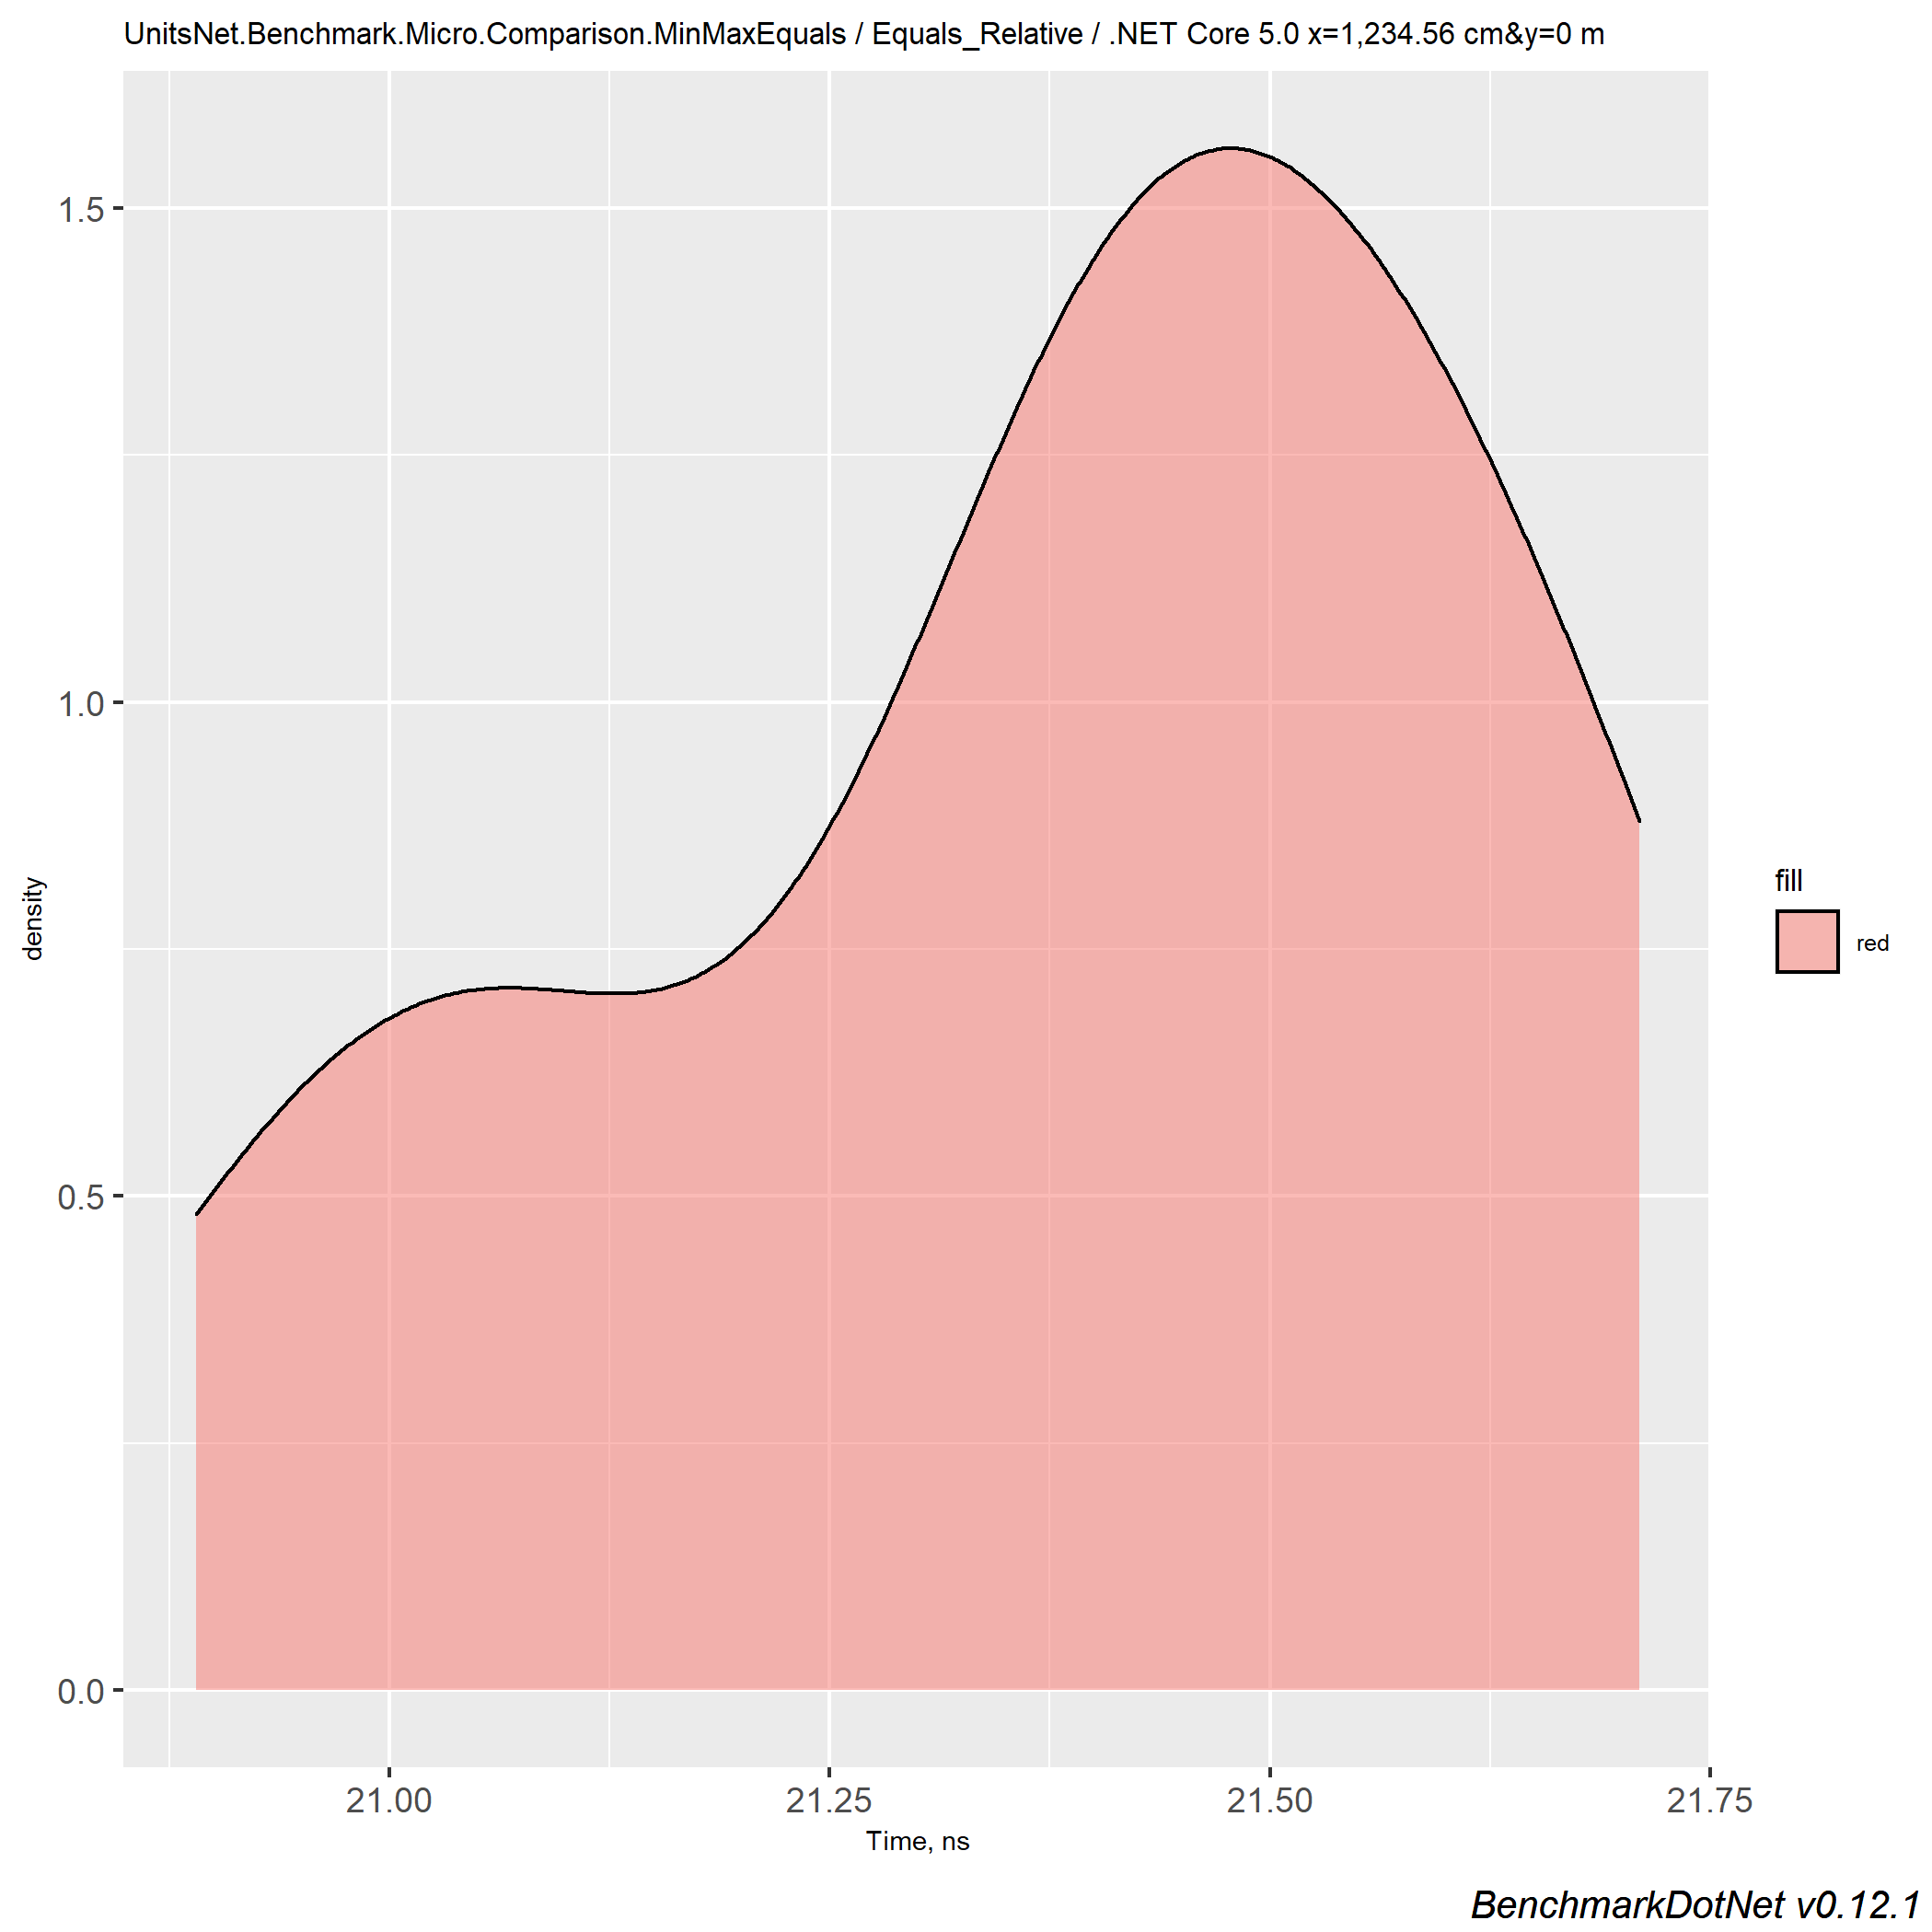 UnitsNet.Benchmark.Micro.Comparison.MinMaxEquals / Equals_Relative / .NET Core 5.0 x=1,234.56 cm&y=0 m
1.5
1.0
0.5
0.0
density
21.00 21.25 21.50 21.75
Time, ns
fill
red
BenchmarkDotNet v0.12.1